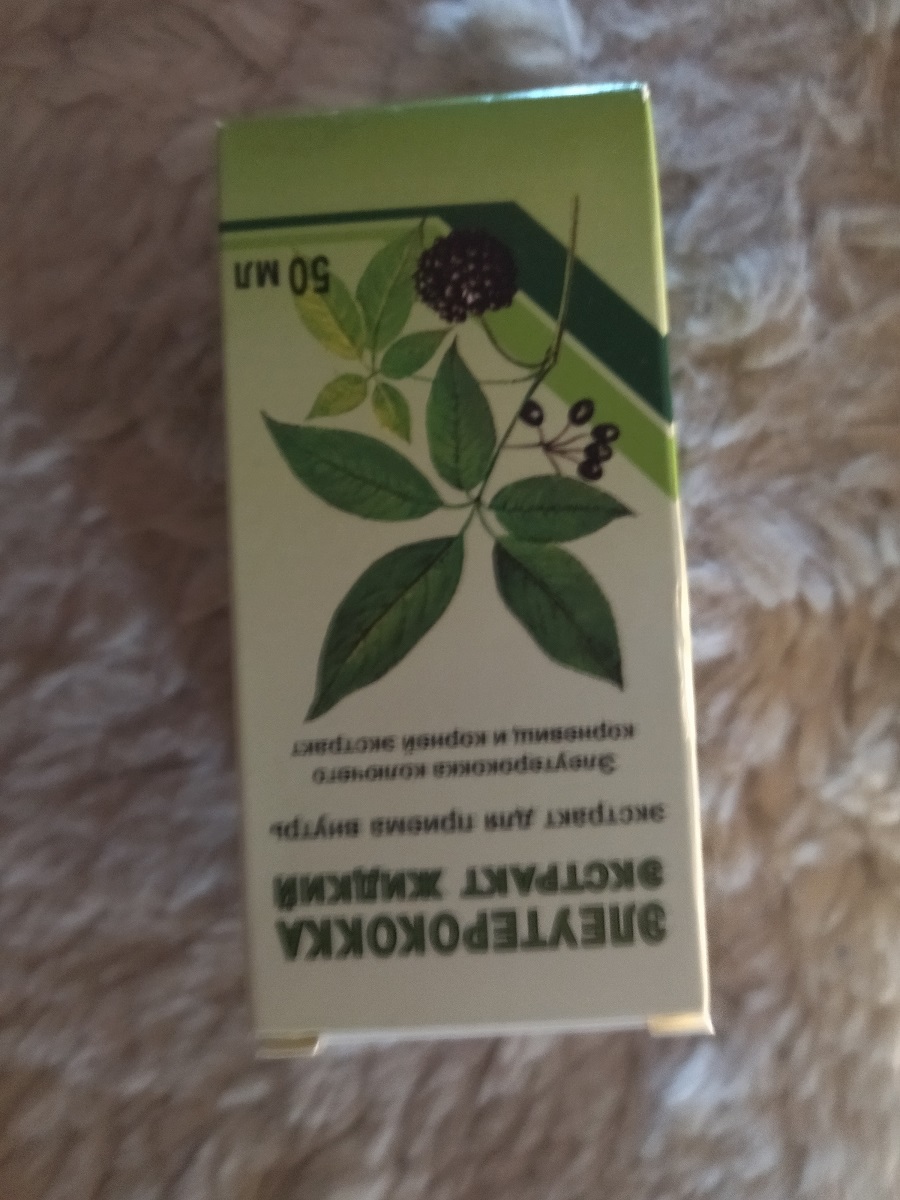 ЭЛЕУТЕРОКОККА
ЭКСТРАКТ ЖИДКИЙ
экстракт для приема внутрь
Элеутерококка колючего
корневищ и корней экстракт
50 мл